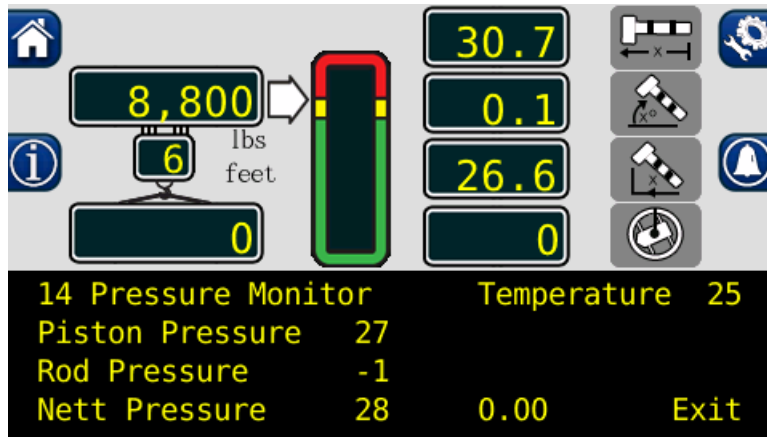 30.7
8,800
0.1
lbs
6
feet
26.6
0
0
14 Pressure Monitor Temperature 25
Piston Pressure 27
Rod Pressure -1
Nett Pressure 28 0.00 Exit